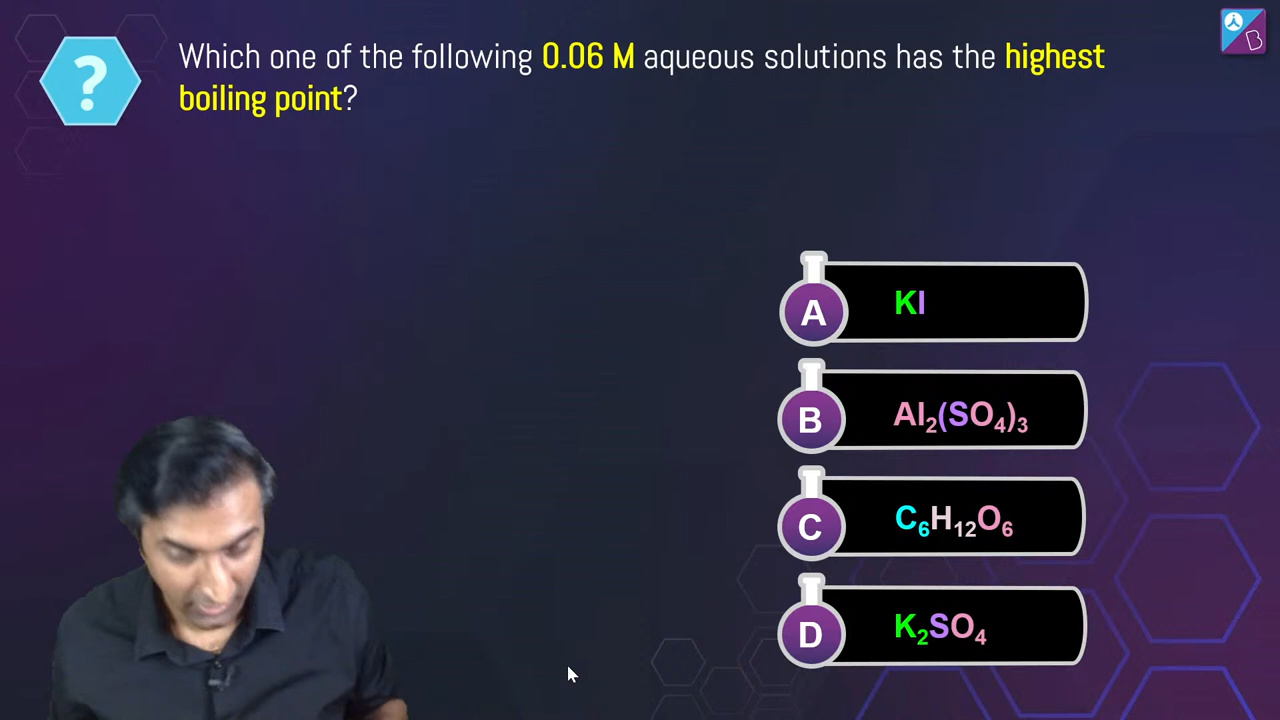 ?
Which one of the following 0.06 M aqueous solutions has the highest
boiling point?
B
A KI
B Al₂(SO₄)₃
C C₆H₁₂O₆
D K₂SO₄